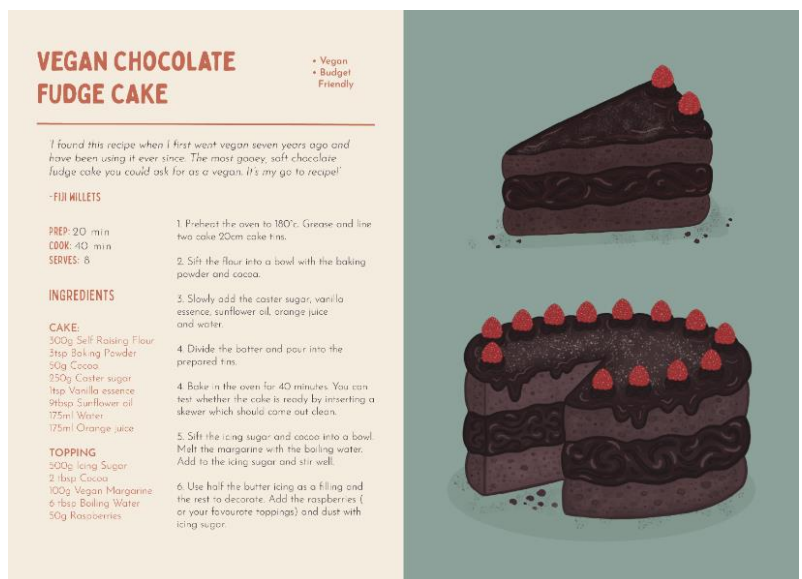 VEGAN CHOCOLATE
FUDGE CAKE
• Vegan
• Budget
Friendly
'I found this recipe when I first went vegan seven years ago and
have been using it ever since. The most gooey, soft chocolate
fudge cake you could ask for as a vegan. It's my go to recipe!'
-FIJI WILLETS
PREP: 20 min
COOK: 40 min
SERVES: 8
INGREDIENTS
CAKE:
300g Self Raising Flour
3tsp Baking Powder
50g Cocoa
250g Caster sugar
1tsp Vanilla essence
9tbsp Sunflower oil
175ml Water
175ml Orange juice
TOPPING
500g Icing Sugar
2 tbsp Cocoa
100g Vegan Margarine
6 tbsp Boiling Water
50g Raspberries
1. Preheat the oven to 180°c. Grease and line
two cake 20cm cake tins.
2. Sift the flour into a bowl with the baking
powder and cocoa.
3. Slowly add the caster sugar, vanilla
essence, sunflower oil, orange juice
and water.
4. Divide the batter and pour into the
prepared tins.
4. Bake in the oven for 40 minutes. You can
test whether the cake is ready by inserting a
skewer which should come out clean.
5. Sift the icing sugar and cocoa into a bowl.
Melt the margarine with the boiling water.
Add to the icing sugar and stir well.
6. Use half the butter icing as a filling and
the rest to decorate. Add the raspberries (
or your favourate toppings) and dust with
icing sugar.